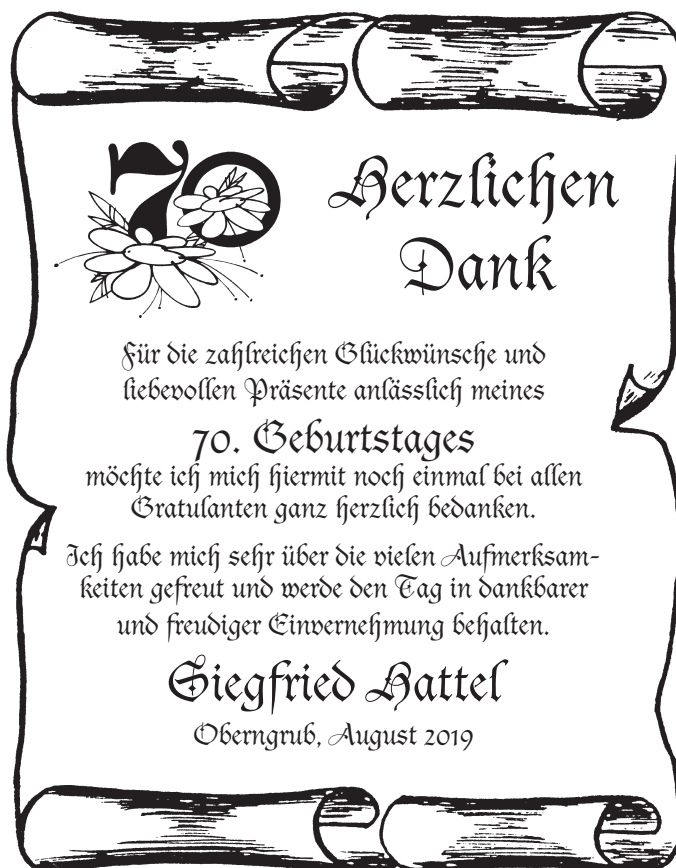 70
Herzlichen
Dank
Für die zahlreichen Glückwünsche und
liebevollen Präsente anlässlich meines
70. Geburtstages
möchte ich mich hiermit noch einmal bei allen
Gratulanten ganz herzlich bedanken.
Ich habe mich sehr über die vielen Aufmerksam-
keiten gefreut und werde den Tag in dankbarer
und freudiger Einvernehmung behalten.
Siegfried Hattel
Oberngrub, August 2019